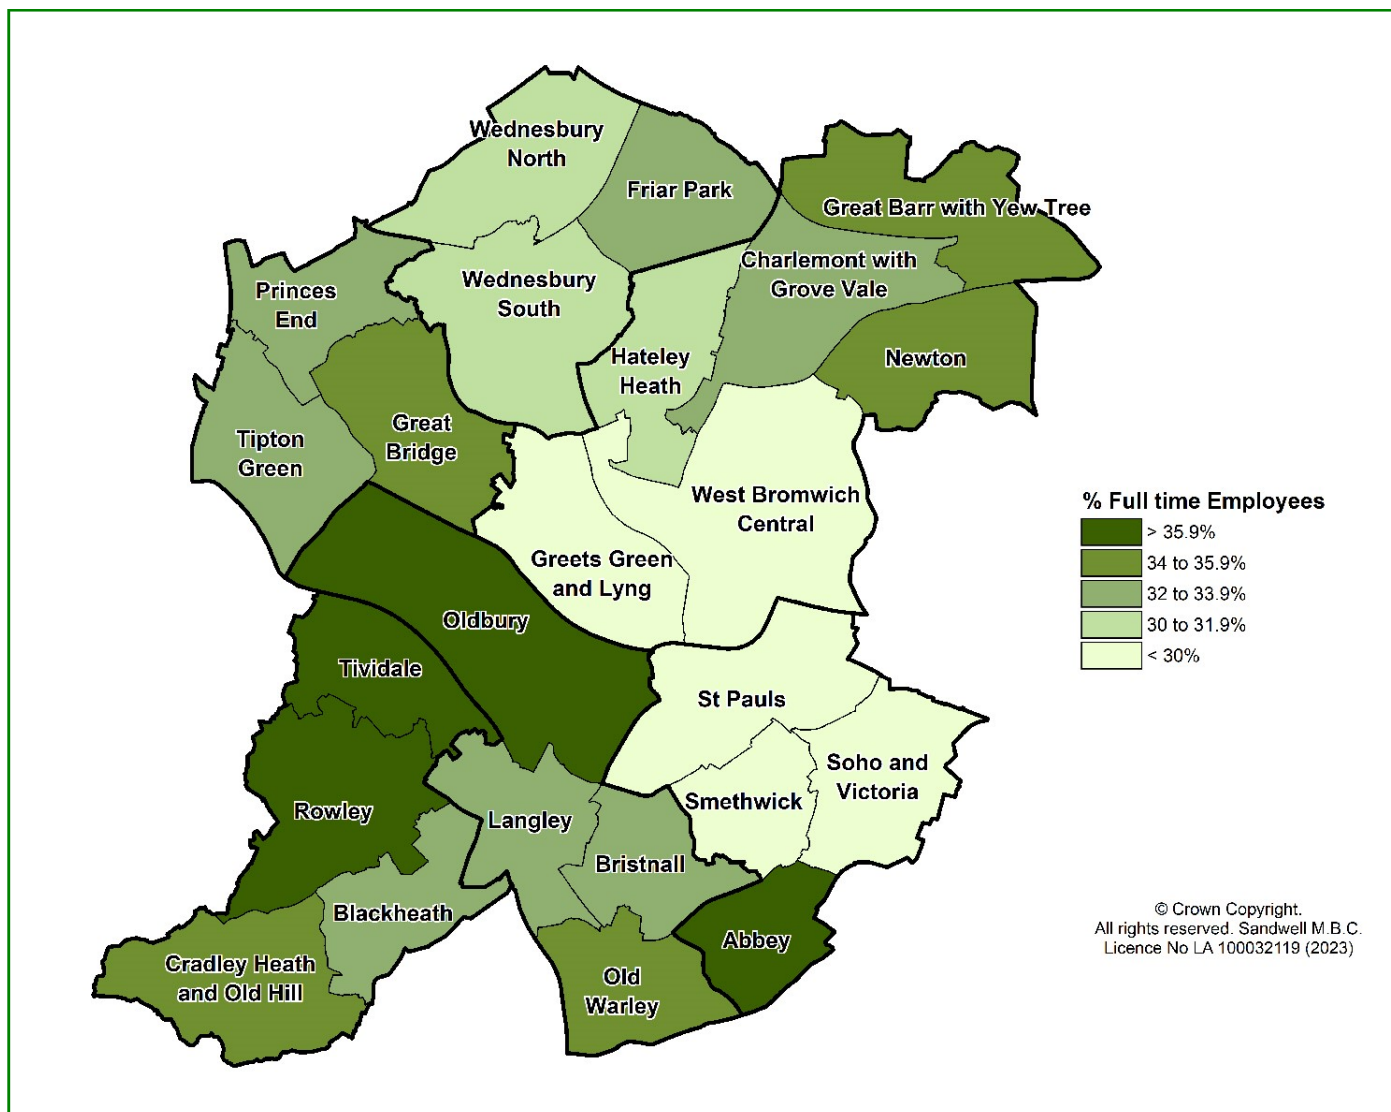 Wednesbury
North
Friar Park
Great Barr with Yew Tree
Charlemont with
Grove Vale
Wednesbury
South
Princes
End
Hateley
Heath
Newton
Great
Bridge
Tipton
Green
West Bromwich
Central
% Full time Employees
> 35.9%
34 to 35.9%
32 to 33.9%
30 to 31.9%
< 30%
Greets Green
and Lyng
Oldbury
Tividale
St Pauls
Soho and
Victoria
Smethwick
Rowley
Langley
Bristnall
Blackheath
Abbey
Cradley Heath
and Old Hill
Old
Warley
© Crown Copyright.
All rights reserved. Sandwell M.B.C.
Licence No LA 100032119 (2023)